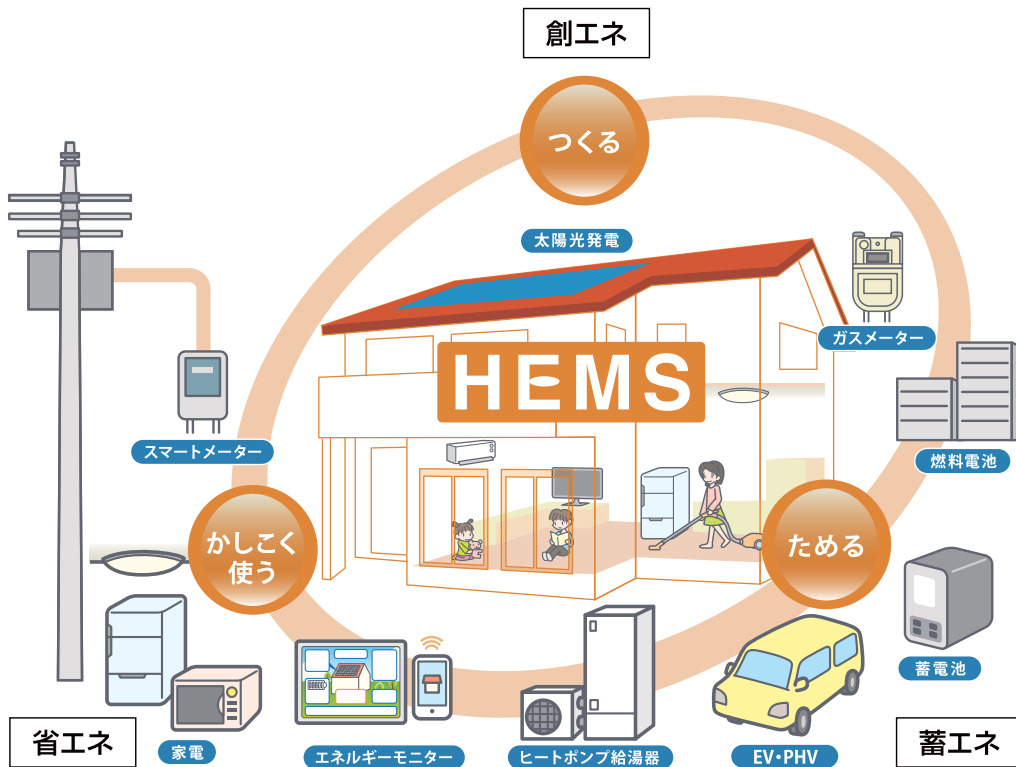 創エネ
つくる
太陽光発電
ガスメーター
HEMS
スマートメーター
燃料電池
かしこく
使う
ためる
蓄電池
省エネ
家電
エネルギーモニター
ヒートポンプ給湯器
EV・PHV
蓄エネ